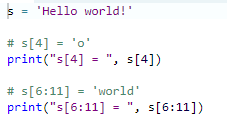 s = 'Hello world!'
# s[4] = 'o'
print("s[4] = ", s[4])
# s[6:11] = 'world'
print("s[6:11] = ", s[6:11])